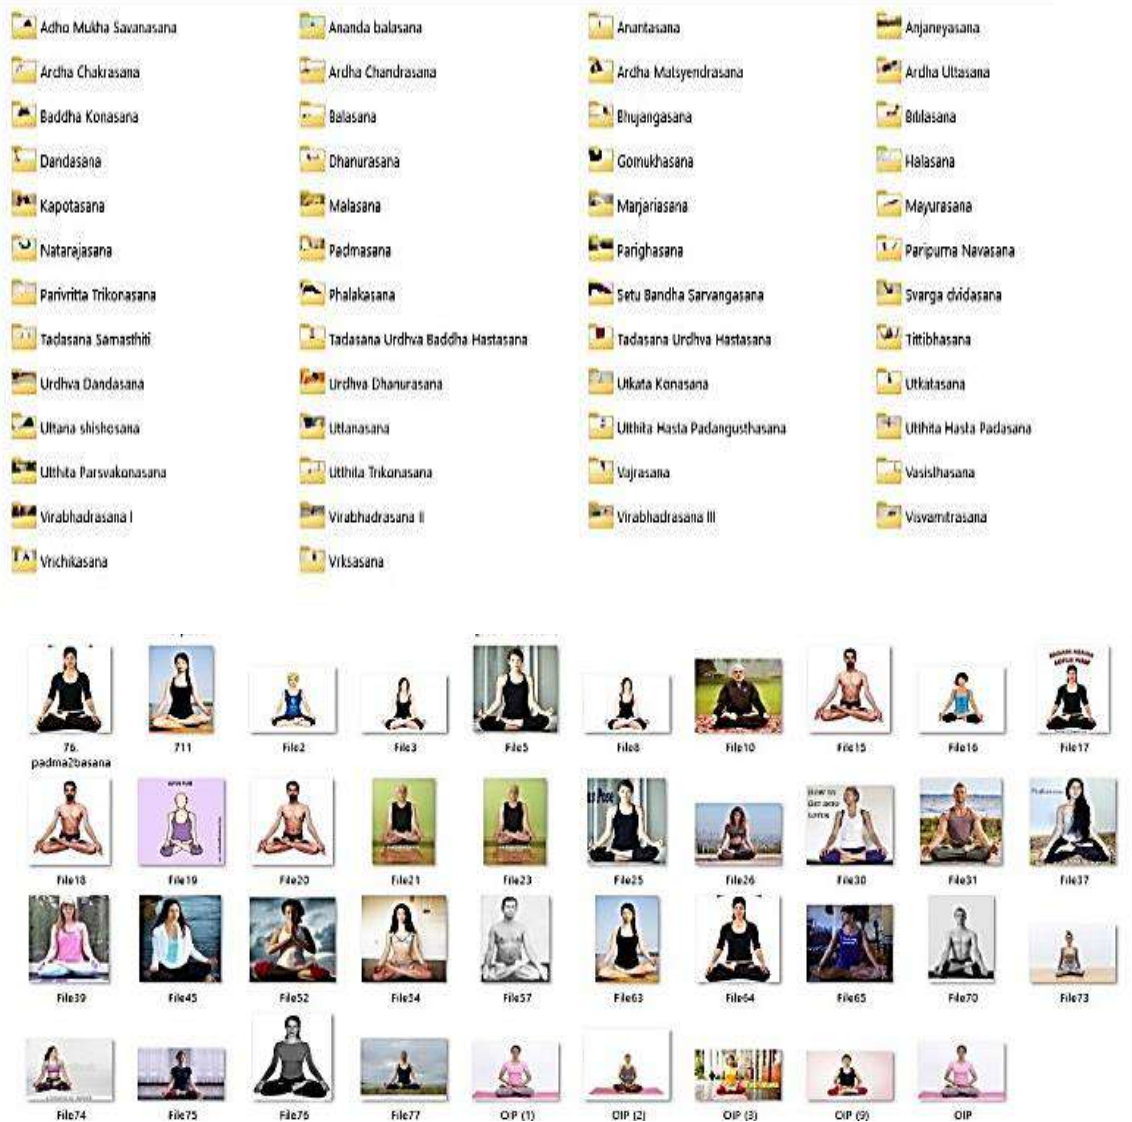 Adho Mukha Savanasana Ananda balasana Anantasana Anjaneyasana
Ardha Chakrasana Ardha Chandrasana Ardha Matsyendrasana Ardha Uttasana
Baddha Konasana Balasana Bhujangasana Bitilasana
Dandasana Dhanurasana Gomukhasana Halasana
Kapotasana Malasana Marjariasana Mayurasana
Natarajasana Padmasana Parighasana Paripurna Navasana
Parivritta Trikonasana Phalakasana Setu Bandha Sarvangasana Svarga dvidasana
Tadasana Samasthiti Tadasana Urdhva Baddha Hastasana Tadasana Urdhva Hastasana Tittibhasana
Urdhva Dandasana Urdhva Dhanurasana Utkata Konasana Utkatasana
Uttana shishosana Uttanasana Utthita Hasta Padangusthasana Utthita Hasta Padasana
Utthita Parsvakonasana Utthita Trikonasana Vajrasana Vasisthasana
Virabhadrasana I Virabhadrasana II Virabhadrasana III Visvamitrasana
Vrichikasana Vrksasana
76. 711 File2 File3 File5 File8 File10 File15 File16 File17
padma2basana
File18 File19 File20 File21 File23 File25 File26 File30 File31 File37
How to
Get into
Lotus
File39 File45 File52 File54 File57 File63 File64 File65 File70 File73
File74 File75 File76 File77 OIP (1) OIP (2) OIP (3) OIP (9) OIP